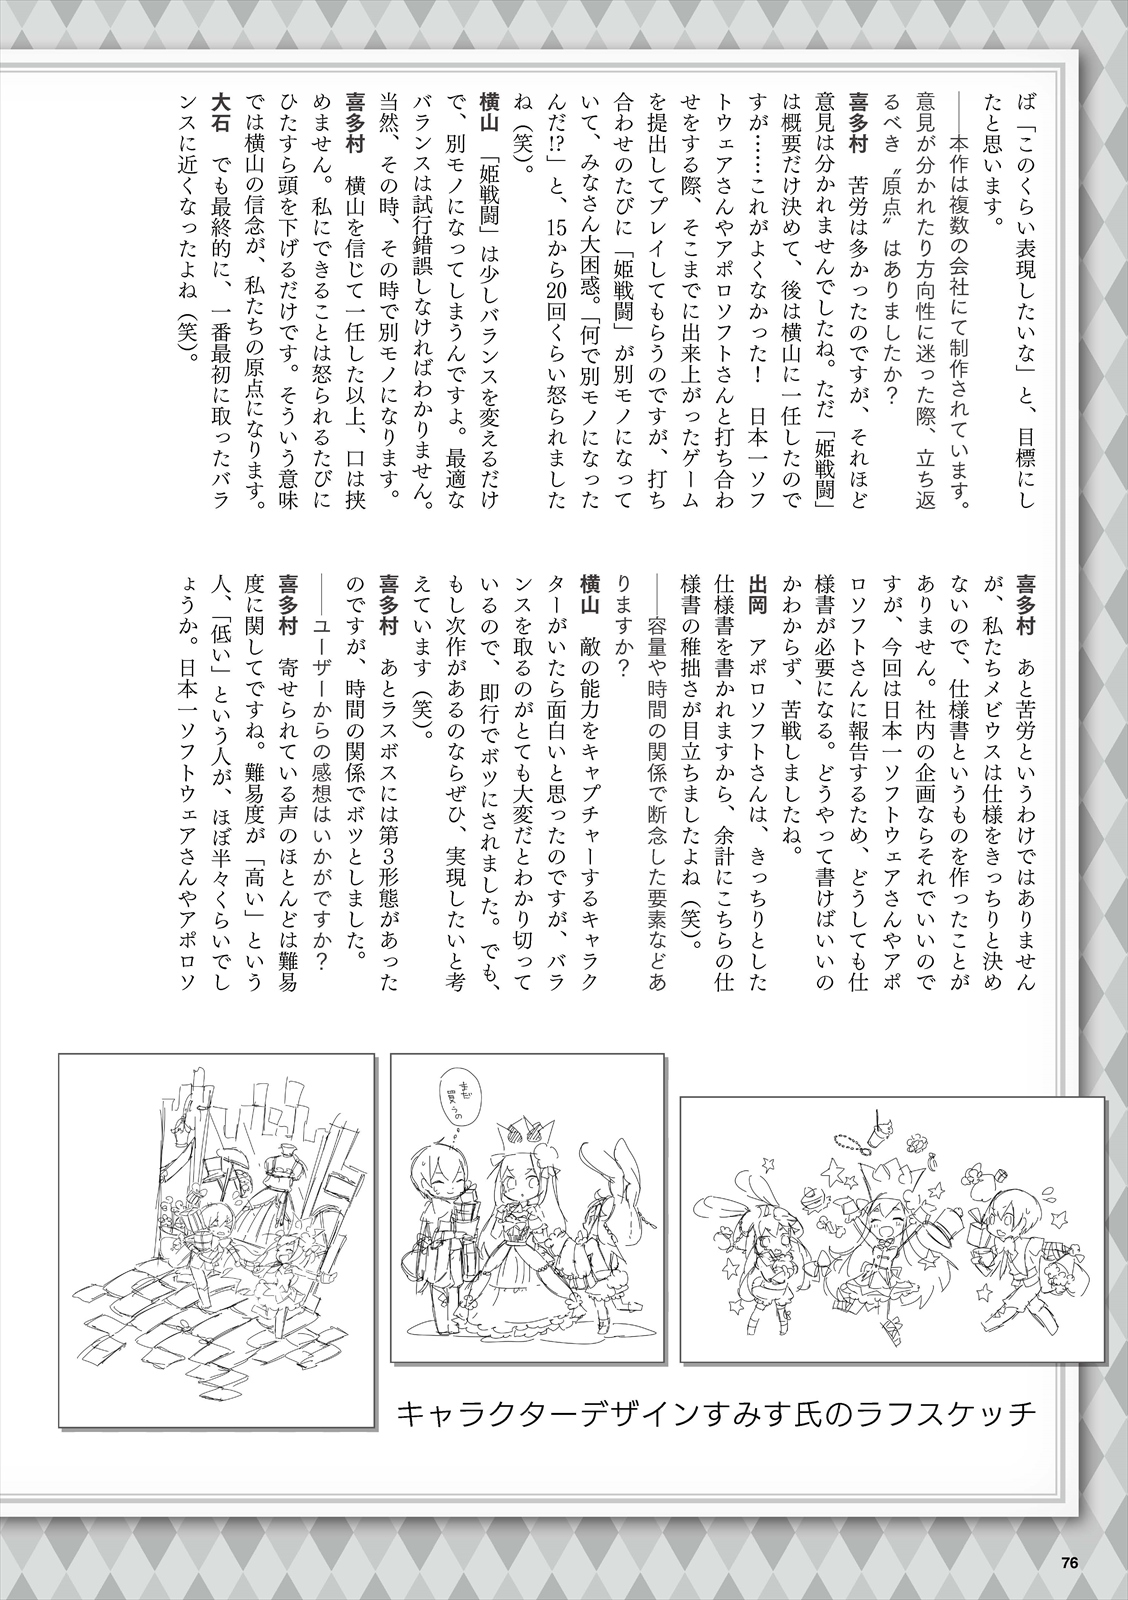 ば「このくらい表現したいな」と、目標にし
たと思います。
――本作は複数の会社にて制作されています。
意見が分かれたり方向性に迷った際、立ち返
るべき〝原点〟はありましたか?
喜多村　苦労は多かったのですが、それほど
意見は分かれませんでしたね。ただ「姫戦闘」
は概要だけ決めて、後は横山に一任したので
すが……これがよくなかった!　日本一ソフ
トウェアさんやアポロソフトさんと打ち合わ
せをする際、そこまでに出来上がったゲーム
を提出してプレイしてもらうのですが、打ち
合わせのたびに「姫戦闘」が別モノになって
いて、みなさん大困惑。「何で別モノになった
んだ!?」と、15から20回くらい怒られました
ね（笑）。
横山　「姫戦闘」は少しバランスを変えるだけ
で、別モノになってしまうんですよ。最適な
バランスは試行錯誤しなければわかりません。
当然、その時、その時で別モノになります。
喜多村　横山を信じて一任した以上、口は挟
めません。私にできることは怒られるたびに
ひたすら頭を下げるだけです。そういう意味
では横山の信念が、私たちの原点になります。
大石　でも最終的に、一番最初に取ったバラ
ンスに近くなったよね（笑）。
喜多村　あと苦労というわけではありません
が、私たちメビウスは仕様をきっちりと決め
ないので、仕様書というものを作ったことが
ありません。社内の企画ならそれでいいので
すが、今回は日本一ソフトウェアさんやアポ
ロソフトさんに報告するため、どうしても仕
様書が必要になる。どうやって書けばいいの
かわからず、苦戦しましたね。
出岡　アポロソフトさんは、きっちりとした
仕様書を書かれますから、余計にこちらの仕
様書の稚拙さが目立ちましたよね（笑）。
――容量や時間の関係で断念した要素などあ
りますか?
横山　敵の能力をキャプチャーするキャラク
ターがいたら面白いと思ったのですが、バラ
ンスを取るのがとても大変だとわかり切って
いるので、即行でボツにされました。でも、
もし次作があるのならぜひ、実現したいと考
えています（笑）。
喜多村　あとラスボスには第3形態があった
のですが、時間の関係でボツとしました。
――ユーザーからの感想はいかがですか?
喜多村　寄せられている声のほとんどは難易
度に関してですね。難易度が「高い」という
人、「低い」という人が、ほぼ半々くらいでし
ょうか。日本一ソフトウェアさんやアポロソ
まだ
買うの
キャラクターデザインすみす氏のラフスケッチ
76